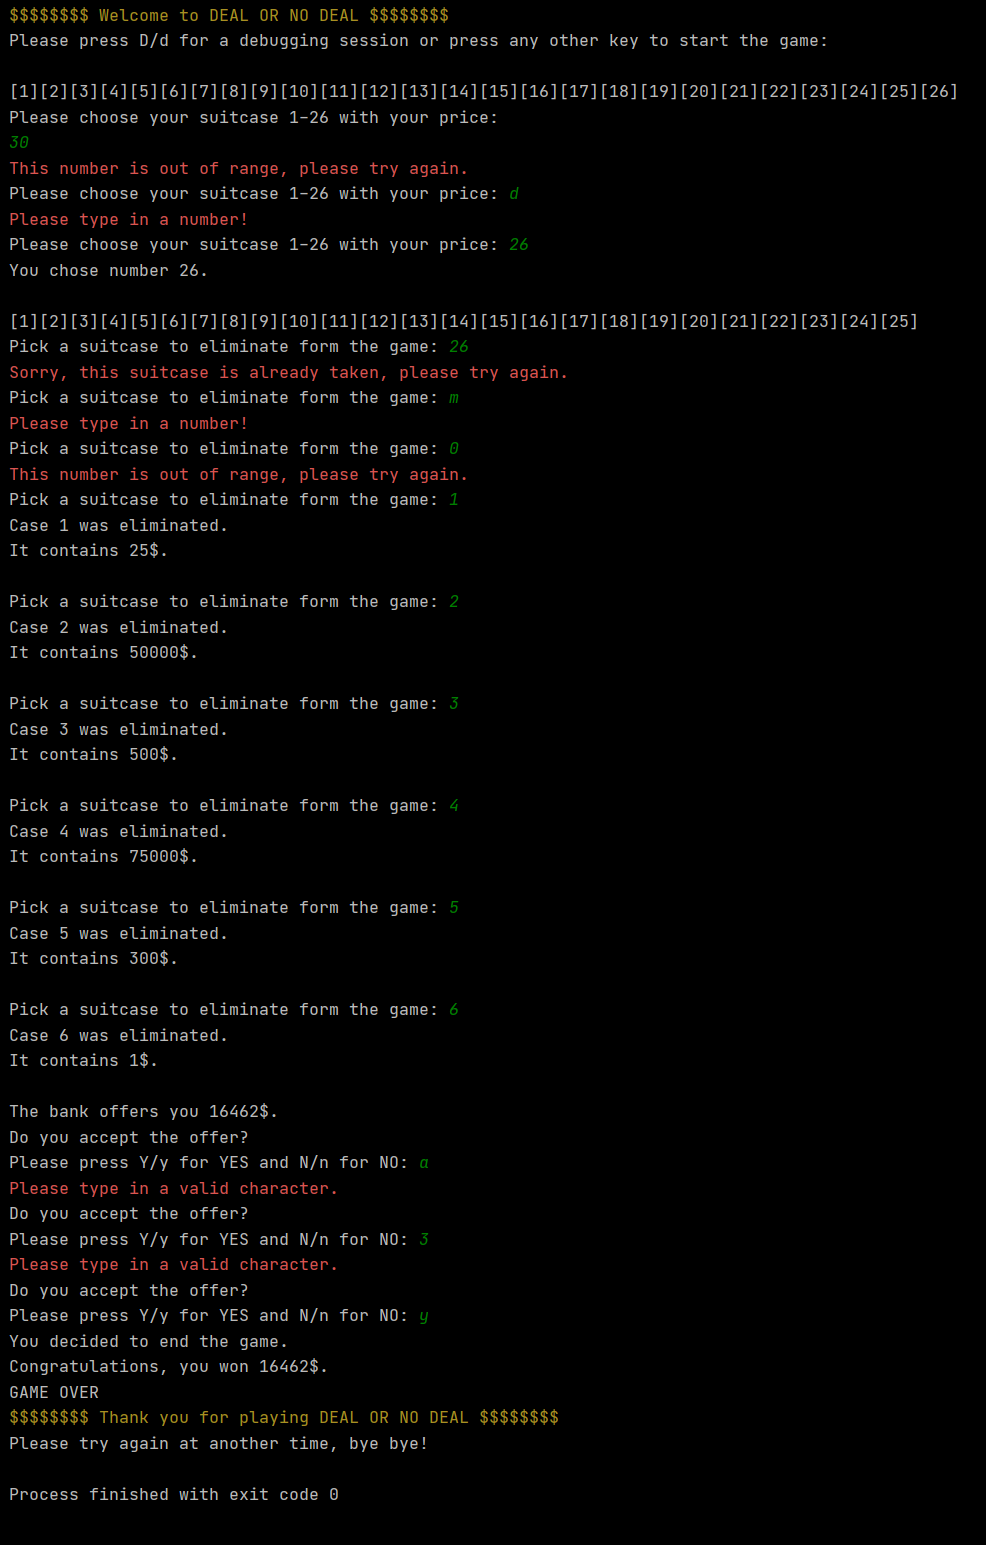 $$$$$$$$ Welcome to DEAL OR NO DEAL $$$$$$$$
Please press D/d for a debugging session or press any other key to start the game:
[1][2][3][4][5][6][7][8][9][10][11][12][13][14][15][16][17][18][19][20][21][22][23][24][25][26]
Please choose your suitcase 1-26 with your price:
30
This number is out of range, please try again.
Please choose your suitcase 1-26 with your price: d
Please type in a number!
Please choose your suitcase 1-26 with your price: 26
You chose number 26.
[1][2][3][4][5][6][7][8][9][10][11][12][13][14][15][16][17][18][19][20][21][22][23][24][25]
Pick a suitcase to eliminate form the game: 26
Sorry, this suitcase is already taken, please try again.
Pick a suitcase to eliminate form the game: m
Please type in a number!
Pick a suitcase to eliminate form the game: 0
This number is out of range, please try again.
Pick a suitcase to eliminate form the game: 1
Case 1 was eliminated.
It contains 25$.
Pick a suitcase to eliminate form the game: 2
Case 2 was eliminated.
It contains 50000$.
Pick a suitcase to eliminate form the game: 3
Case 3 was eliminated.
It contains 500$.
Pick a suitcase to eliminate form the game: 4
Case 4 was eliminated.
It contains 75000$.
Pick a suitcase to eliminate form the game: 5
Case 5 was eliminated.
It contains 300$.
Pick a suitcase to eliminate form the game: 6
Case 6 was eliminated.
It contains 1$.
The bank offers you 16462$.
Do you accept the offer?
Please press Y/y for YES and N/n for NO: a
Please type in a valid character.
Do you accept the offer?
Please press Y/y for YES and N/n for NO: 3
Please type in a valid character.
Do you accept the offer?
Please press Y/y for YES and N/n for NO: y
You decided to end the game.
Congratulations, you won 16462$.
GAME OVER
$$$$$$$$ Thank you for playing DEAL OR NO DEAL $$$$$$$$
Please try again at another time, bye bye!
Process finished with exit code 0